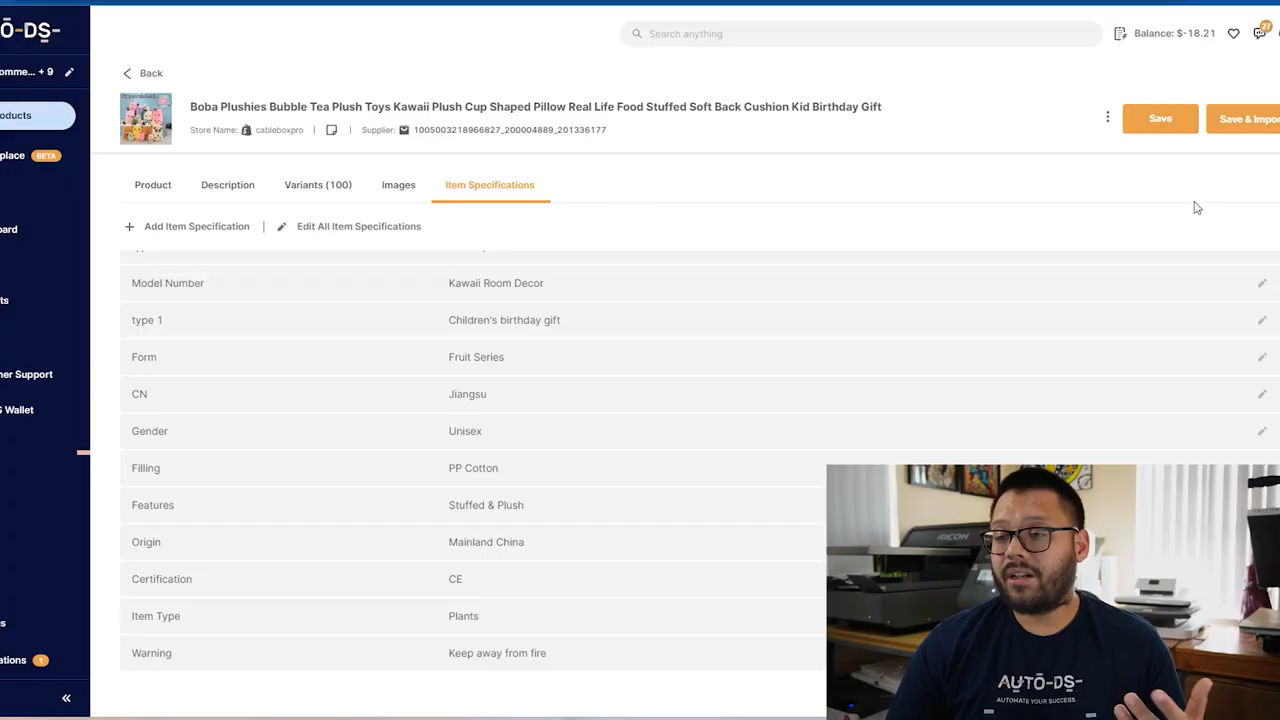 Search anything
Balance: $-18.21
27
omme... + 9
Back
oducts
Boba Plushies Bubble Tea Plush Toys Kawaii Plush Cup Shaped Pillow Real Life Food Stuffed Soft Back Cushion Kid Birthday Gift
Save
Save & Impor
Store Name: cableboxpro | | Supplier: 1005003218966827_200004889_201336177
place BETA
Product Description Variants (100) Images Item Specifications
+ Add Item Specification | Edit All Item Specifications
Model Number Kawaii Room Decor
type 1 Children's birthday gift
Form Fruit Series
CN Jiangsu
Gender Unisex
Filling PP Cotton
Features Stuffed & Plush
Origin Mainland China
Certification CE
Item Type Plants
Warning Keep away from fire
ner Support
S Wallet
ations 1
RICOH
AUTO-DS-
AUTOMATE YOUR SUCCESS